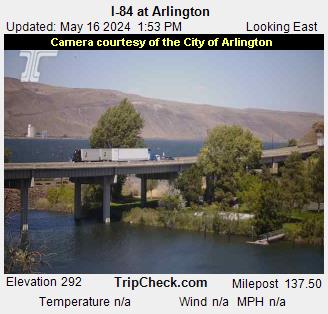 I-84 at Arlington
Updated: May 16 2024 1:53 PM Looking East
Camera courtesy of the City of Arlington
Elevation 292 TripCheck.com Milepost 137.50
Temperature n/a Wind n/a MPH n/a